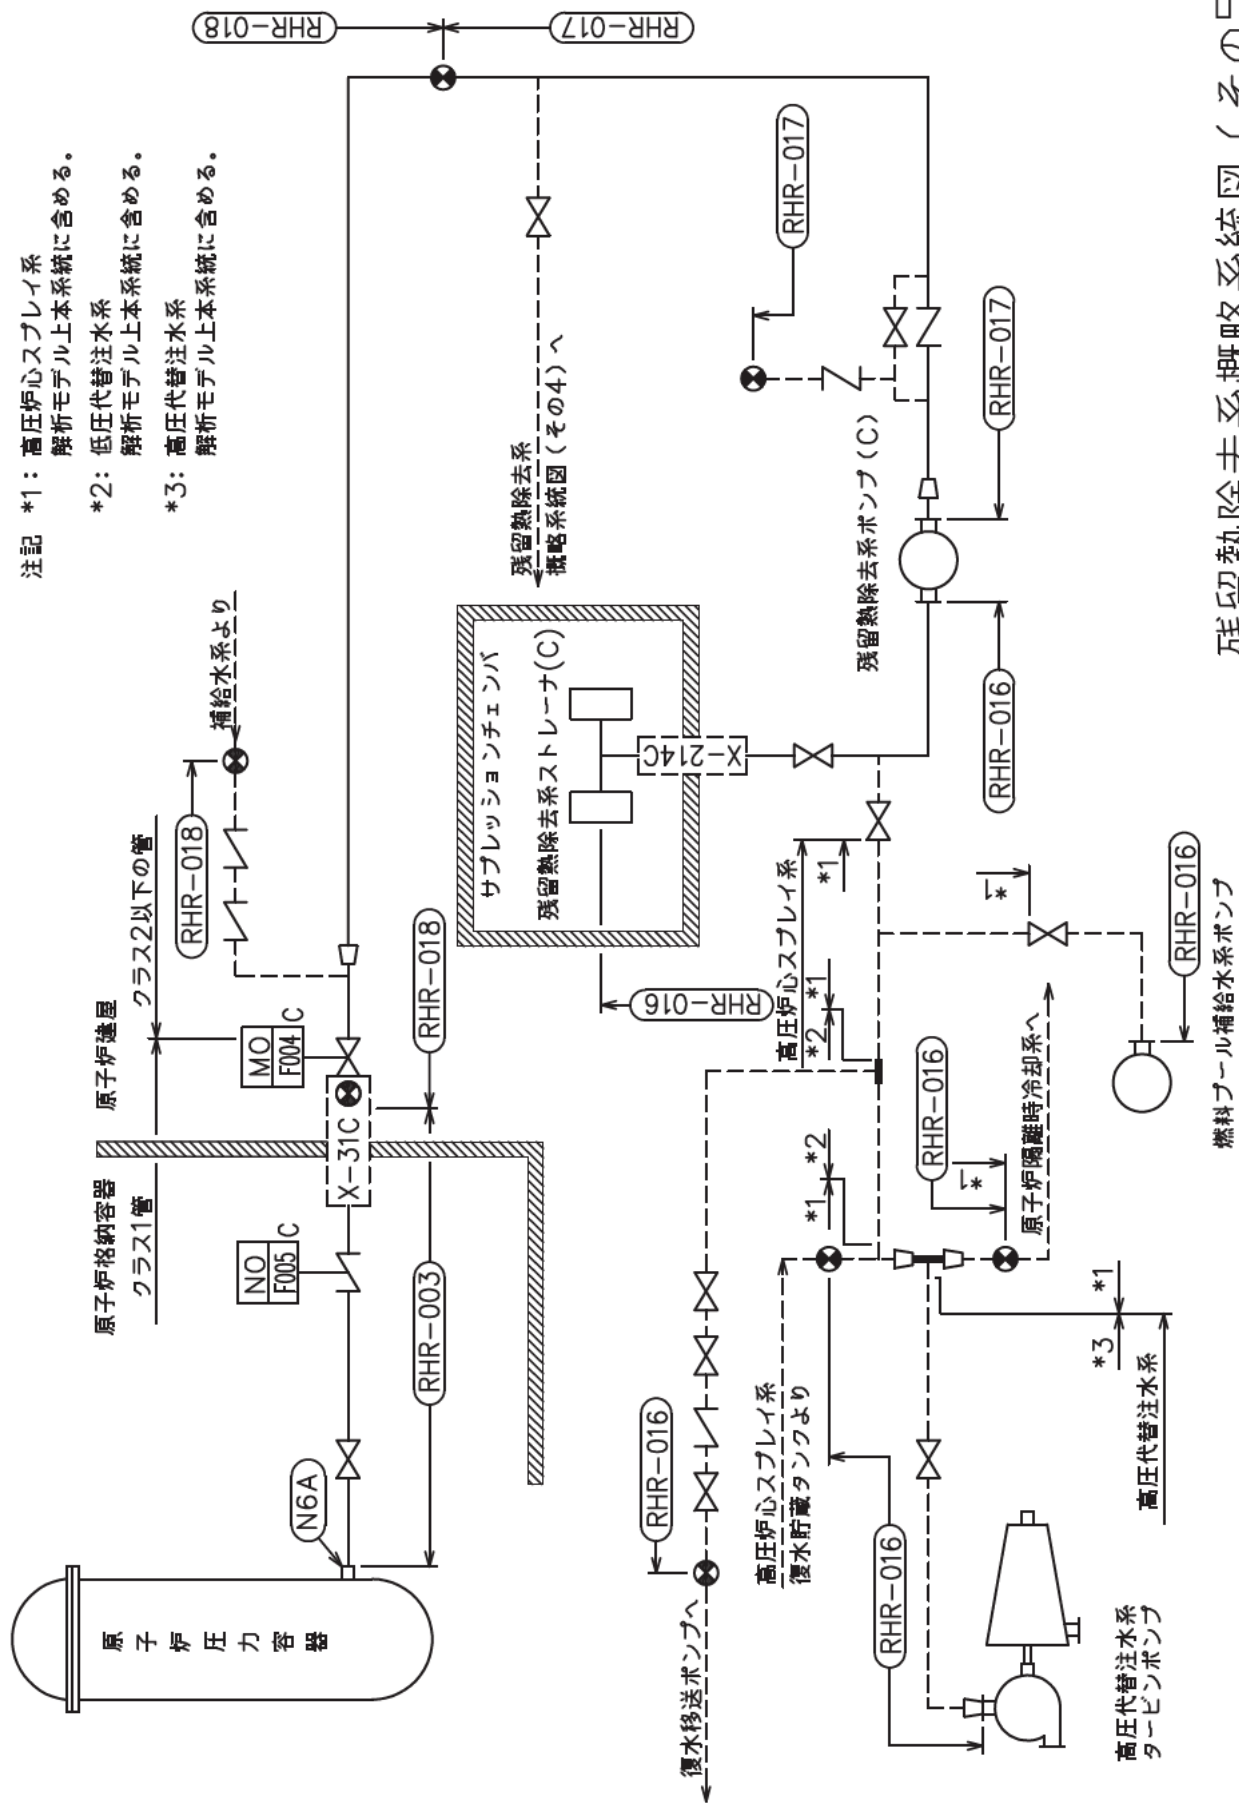 注記 *1：高圧炉心スプレイ系
解析モデル上本系統に含める。
*2：低圧代替注水系
解析モデル上本系統に含める。
*3：高圧代替注水系
解析モデル上本系統に含める。
原子炉圧力容器
N6A
RHR-003
原子炉格納容器
クラス1管
原子炉建屋
クラス2以下の管
NO
F005
C
X-31C
MO
F004
C
RHR-018
RHR-018
補給水系より
RHR-018
RHR-017
残留熱除去系
概略系統図(その4)へ
サプレッションチェンバ
残留熱除去系ストレーナ(C)
X-214C
RHR-016
RHR-017
残留熱除去系ポンプ(C)
RHR-016
RHR-017
復水移送ポンプへ
RHR-016
高圧炉心スプレイ系
*2
*1
*1
高圧炉心スプレイ系
復水貯蔵タンクより
*1
*2
RHR-016
RHR-016
*1
原子炉隔離時冷却系へ
*1
RHR-016
燃料プール補給水系ポンプ
*3
*1
高圧代替注水系
高圧代替注水系
タービンポンプ
残留熱除去系概略系統図(その